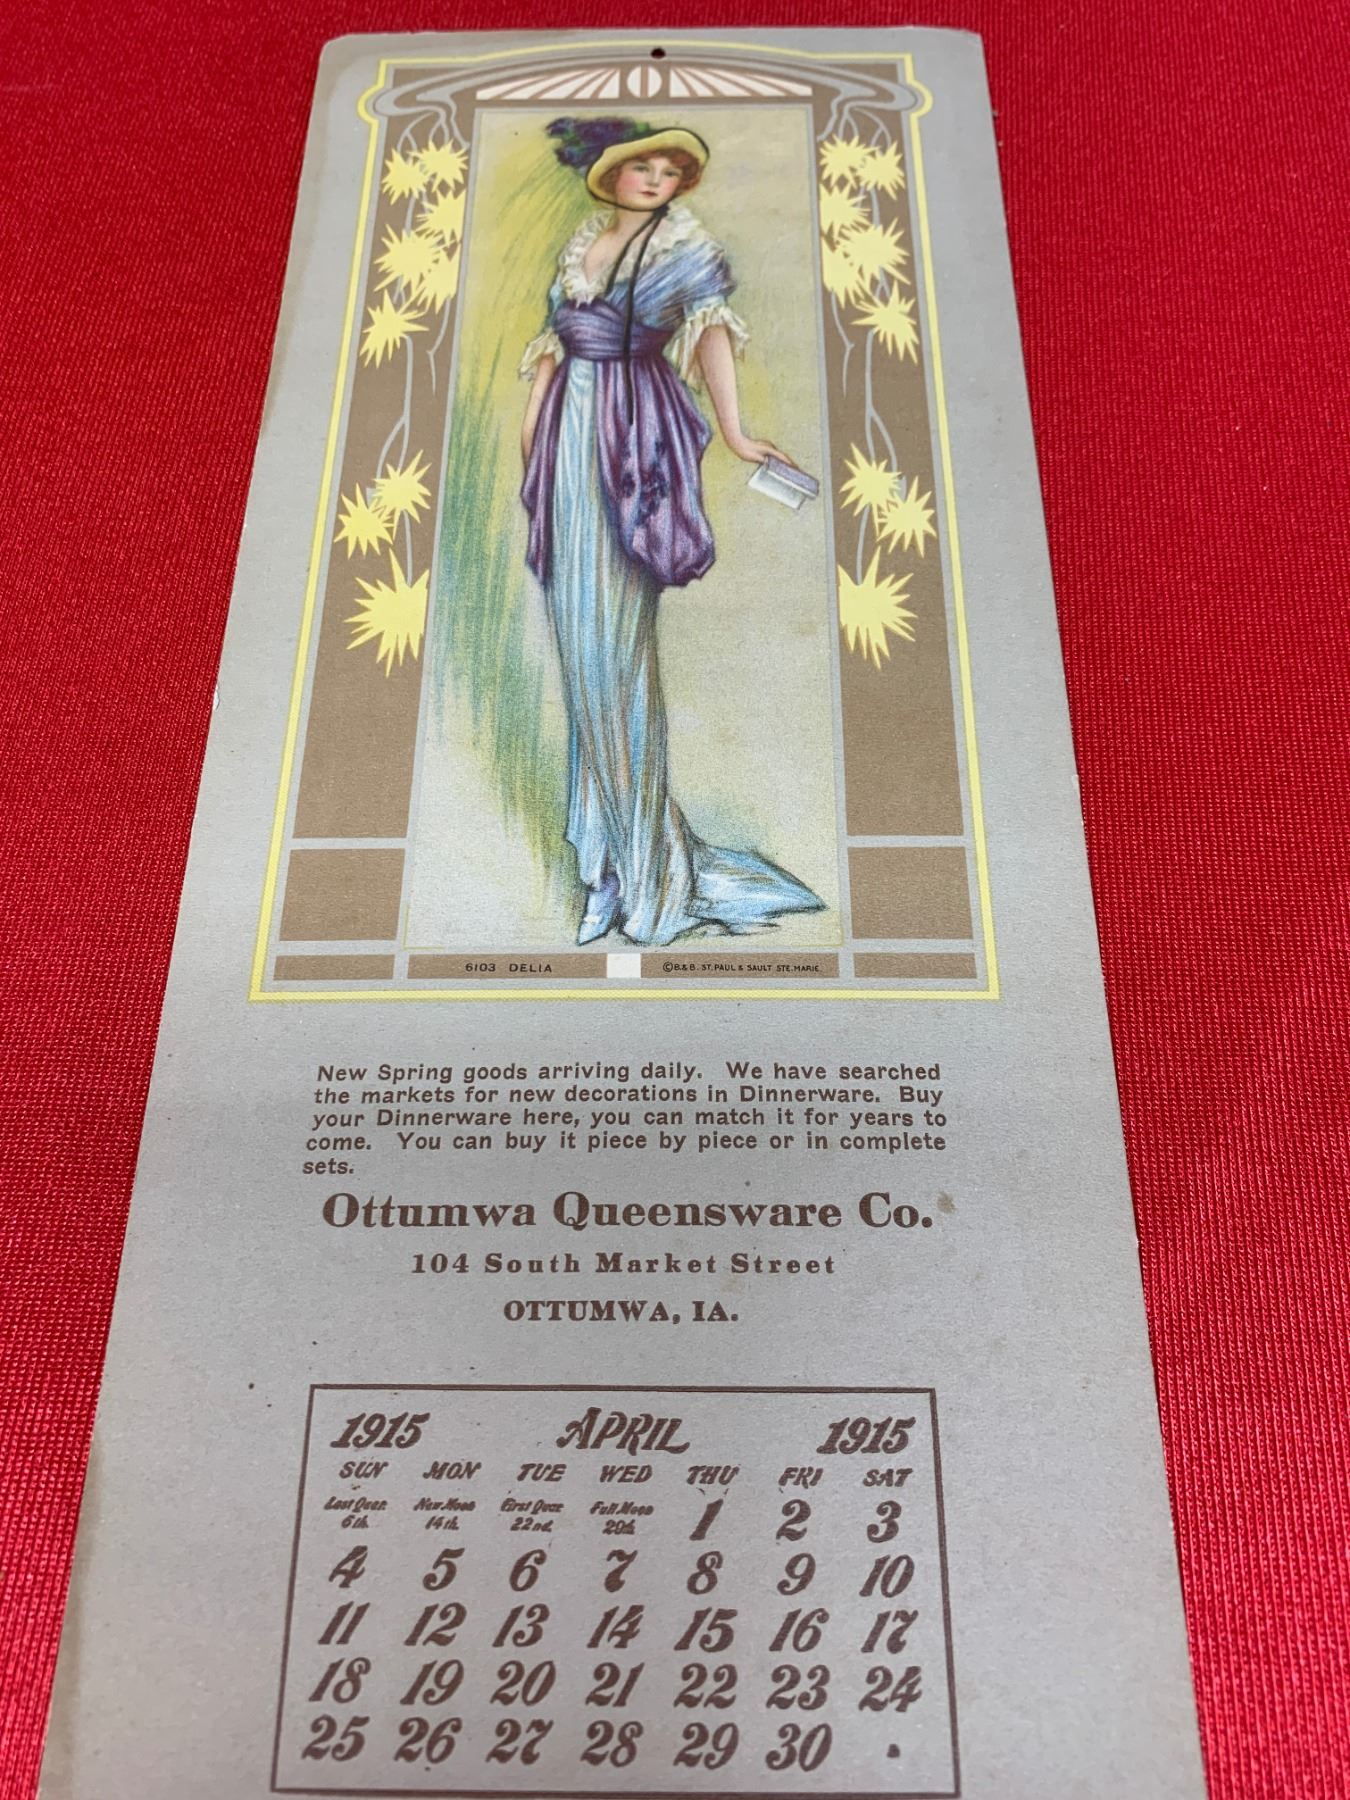 6103 DELIA
©B.& B. ST. PAUL & SAULT STE. MARIE
New Spring goods arriving daily. We have searched
the markets for new decorations in Dinnerware. Buy
your Dinnerware here, you can match it for years to
come. You can buy it piece by piece or in complete
sets.
Ottumwa Queensware Co.
104 South Market Street
OTTUMWA, IA.
1915 APRIL 1915
SUN MON TUE WED THU FRI SAT
Last Quar. 6th. New Moon 14th. First Quar. 22nd. Full Moon 29th 1 2 3
4 5 6 7 8 9 10
11 12 13 14 15 16 17
18 19 20 21 22 23 24
25 26 27 28 29 30 .